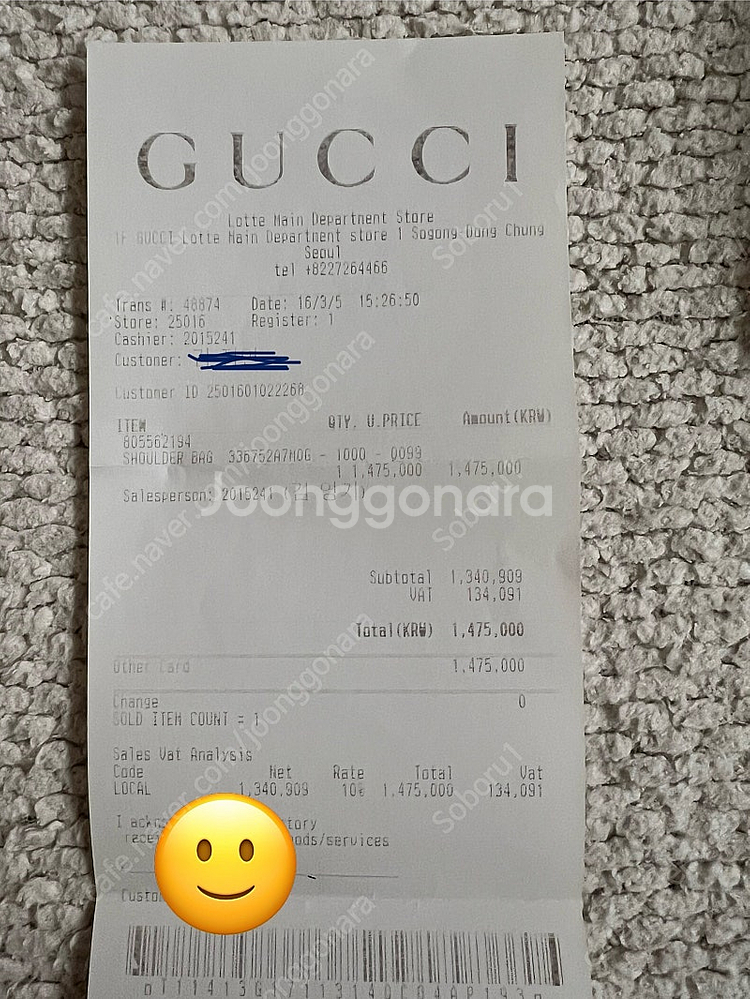 GUCCI
Lotte Main Department Store
1F GUCCI Lotte Main Department store 1 Sogong Dong Chung
Seoul
tel +8227264466
Trans #: 48874 Date: 16/3/5 15:26:50
Store: 25016 Register: 1
Cashier: 2015241
Customer:
Customer ID 2501601022268
ITEM QTY. U.PRICE Amount(KRW)
805562194
SHOULDER BAG 336752A7M0G - 1000 - 0099
1 1,475,000 1,475,000
Salesperson: 2015241
Joonggonara
Subtotal 1,340,909
VAT 134,091
Total(KRW) 1,475,000
Other Card 1,475,000
Change 0
SOLD ITEM COUNT = 1
Sales Vat Analysis
Code Net Rate Total Vat
LOCAL 1,340,909 10% 1,475,000 134,091
I ackn tory
recei ods/services
Custo
cafe.naver.com/joonggonara
Soboru1